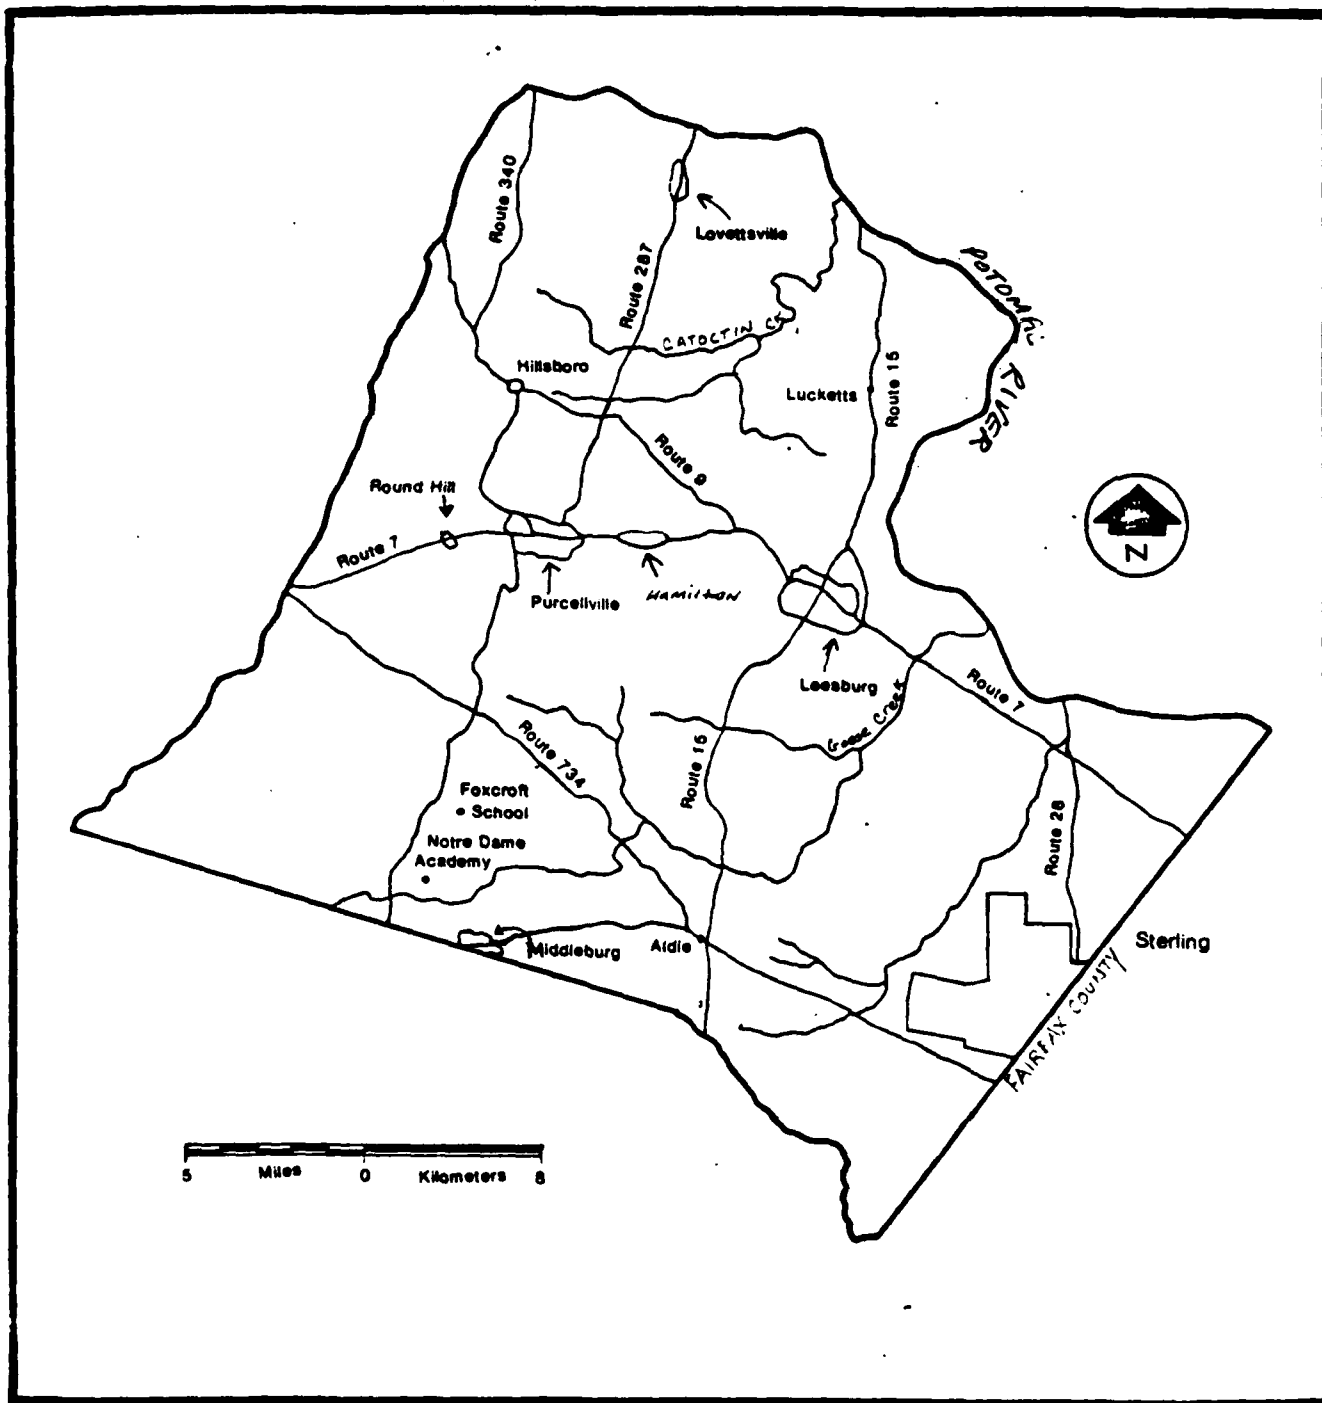 Route 340
Lovettsville
Route 287
POTOMAC
RIVER
CATOCTIN CK
Hillsboro
Lucketts
Route 15
Route 9
Round Hill
Route 7
N
Purcellville
HAMILTON
Leesburg
Goose Creek
Route 7
Route 734
Route 15
Foxcroft
School
Notre Dame
Academy
Route 28
Middleburg
Aldie
Sterling
FAIRFAX COUNTY
5 Miles 0 Kilometers 8